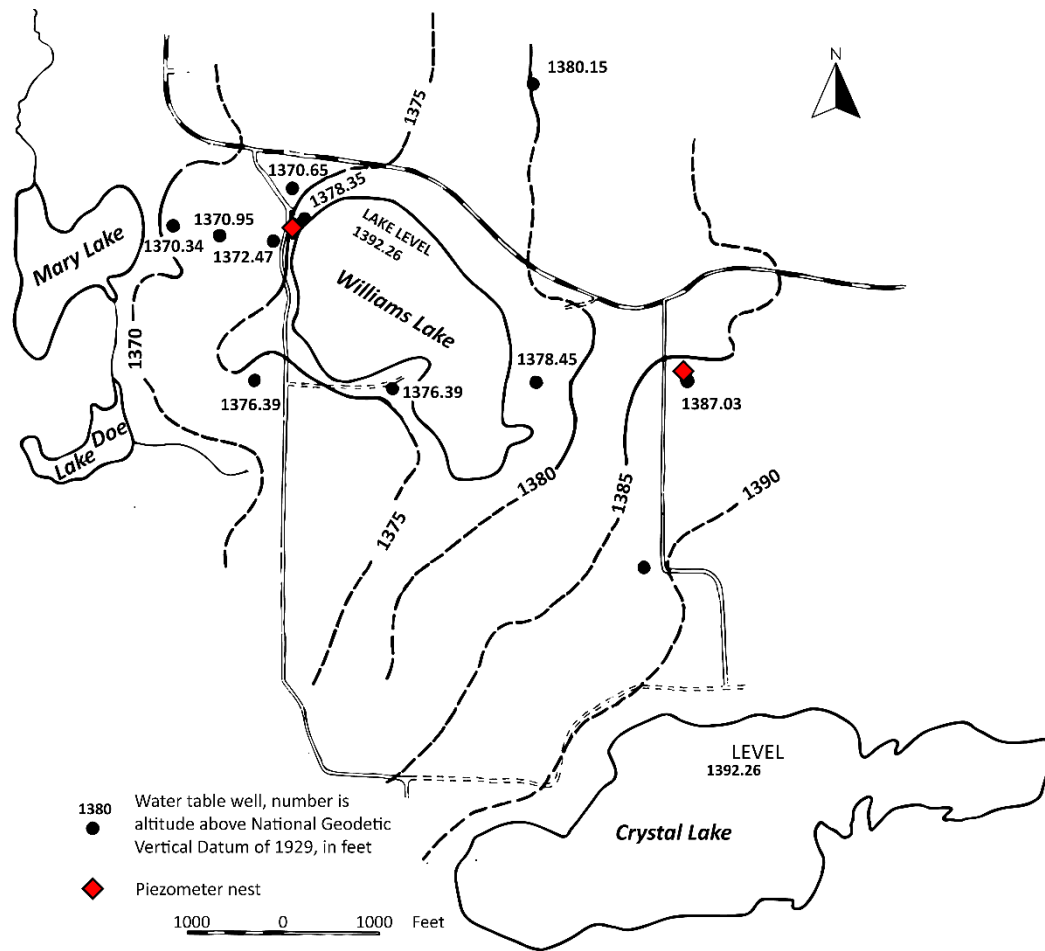 N
1380.15
1375
1370.65
1378.35
1370.95
1370.34
1372.47
LAKE LEVEL
1392.26
Mary Lake
Williams Lake
1370
1378.45
1376.39
1376.39
1387.03
Lake Doe
1380
1385
1390
1375
LEVEL
1392.26
Crystal Lake
1380
Water table well, number is
altitude above National Geodetic
Vertical Datum of 1929, in feet
Piezometer nest
1000 0 1000 Feet